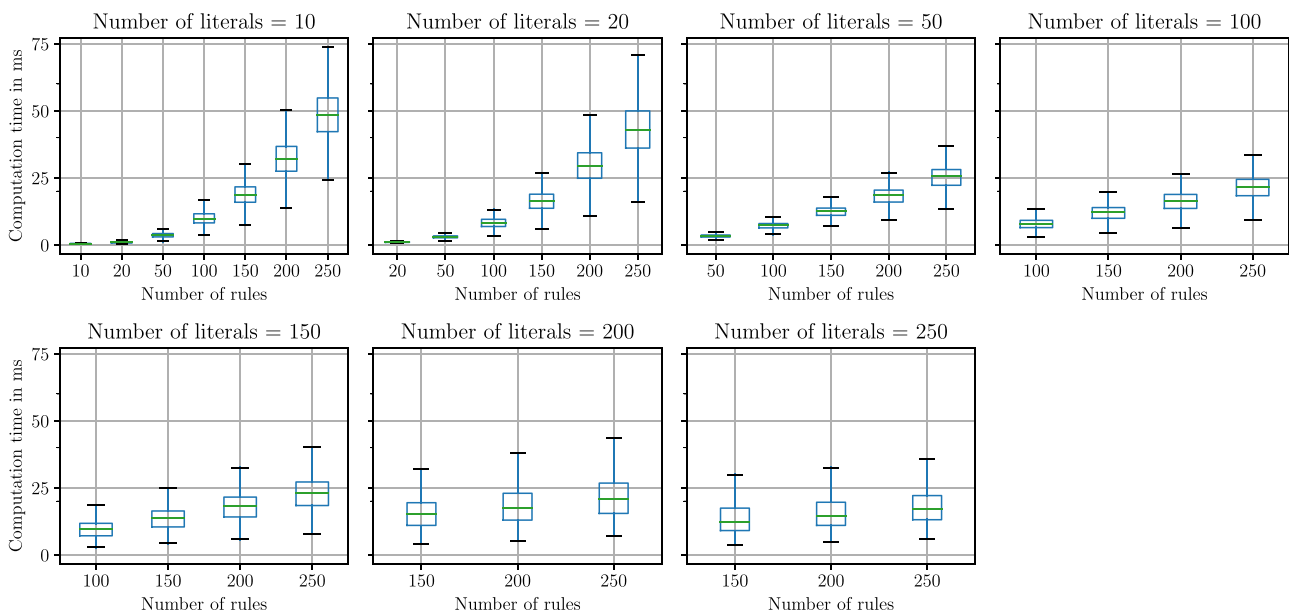 Number of literals = 10
Number of literals = 20
Number of literals = 50
Number of literals = 100
Computation time in ms
75
50
25
0
10 20 50 100 150 200 250
20 50 100 150 200 250
50 100 150 200 250
100 150 200 250
Number of rules
Number of rules
Number of rules
Number of rules
Number of literals = 150
Number of literals = 200
Number of literals = 250
Computation time in ms
75
50
25
0
100 150 200 250
150 200 250
150 200 250
Number of rules
Number of rules
Number of rules